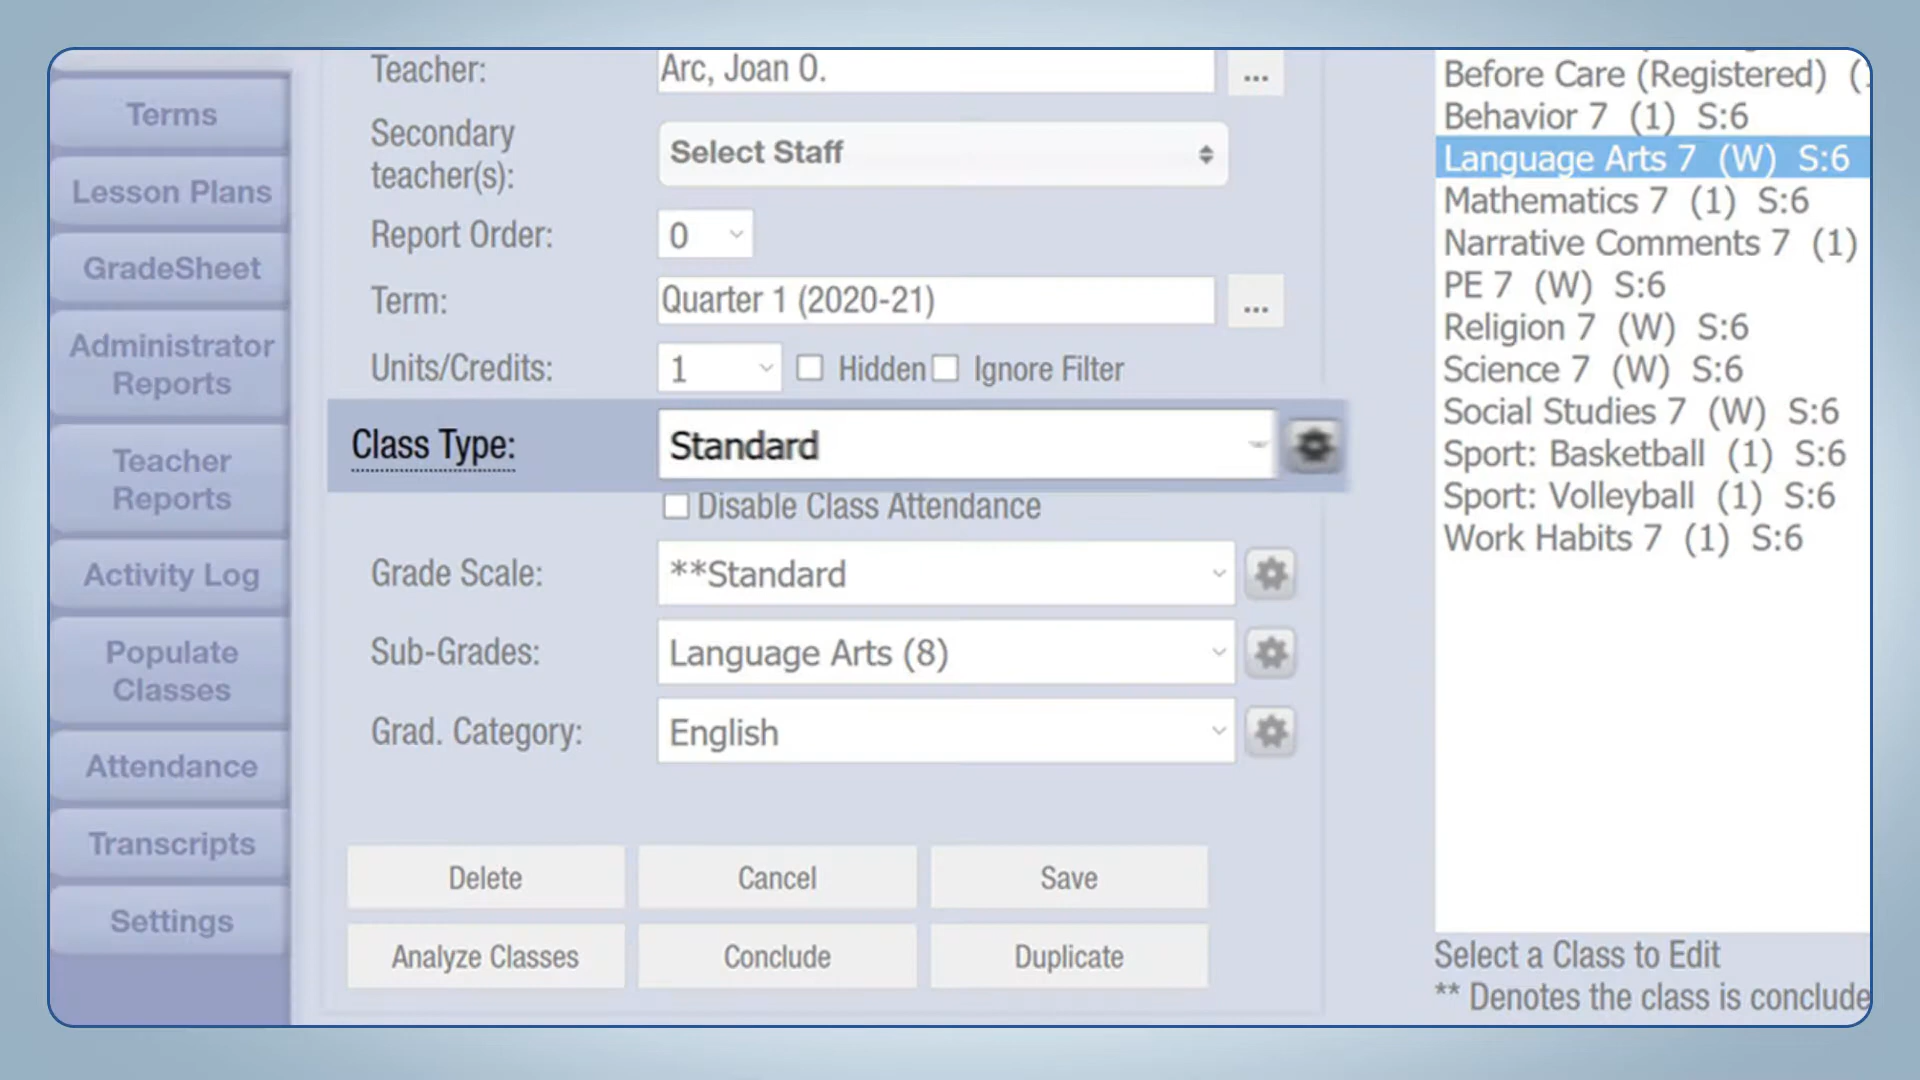 Terms
Lesson Plans
GradeSheet
Administrator
Reports
Teacher
Reports
Activity Log
Populate
Classes
Attendance
Transcripts
Settings
Teacher:
Arc, Joan O.
...
Secondary
teacher(s):
Select Staff
Report Order:
0
Term:
Quarter 1 (2020-21)
...
Units/Credits:
1
Hidden
Ignore Filter
Class Type:
Standard
Disable Class Attendance
Grade Scale:
**Standard
Sub-Grades:
Language Arts (8)
Grad. Category:
English
Delete
Cancel
Save
Analyze Classes
Conclude
Duplicate
Before Care (Registered) (
Behavior 7 (1) S:6
Language Arts 7 (W) S:6
Mathematics 7 (1) S:6
Narrative Comments 7 (1)
PE 7 (W) S:6
Religion 7 (W) S:6
Science 7 (W) S:6
Social Studies 7 (W) S:6
Sport: Basketball (1) S:6
Sport: Volleyball (1) S:6
Work Habits 7 (1) S:6
Select a Class to Edit
** Denotes the class is conclude